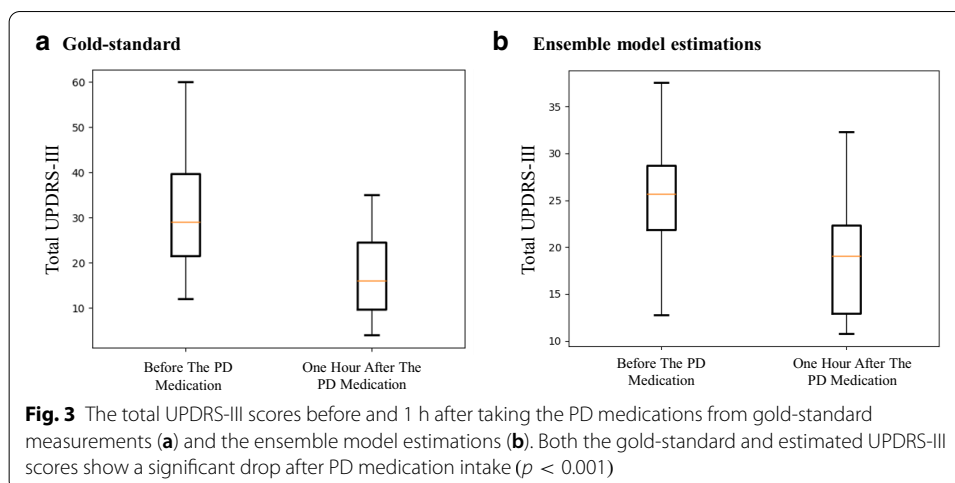 a Gold-standard
60
50
40
30
20
10
Total UPDRS-III
Before The PD
Medication
One Hour After The
PD Medication
b Ensemble model estimations
35
30
25
20
15
10
Total UPDRS-III
Before The PD
Medication
One Hour After The
PD Medication
Fig. 3 The total UPDRS-III scores before and 1 h after taking the PD medications from gold-standard
measurements (a) and the ensemble model estimations (b). Both the gold-standard and estimated UPDRS-III
scores show a significant drop after PD medication intake (p < 0.001)